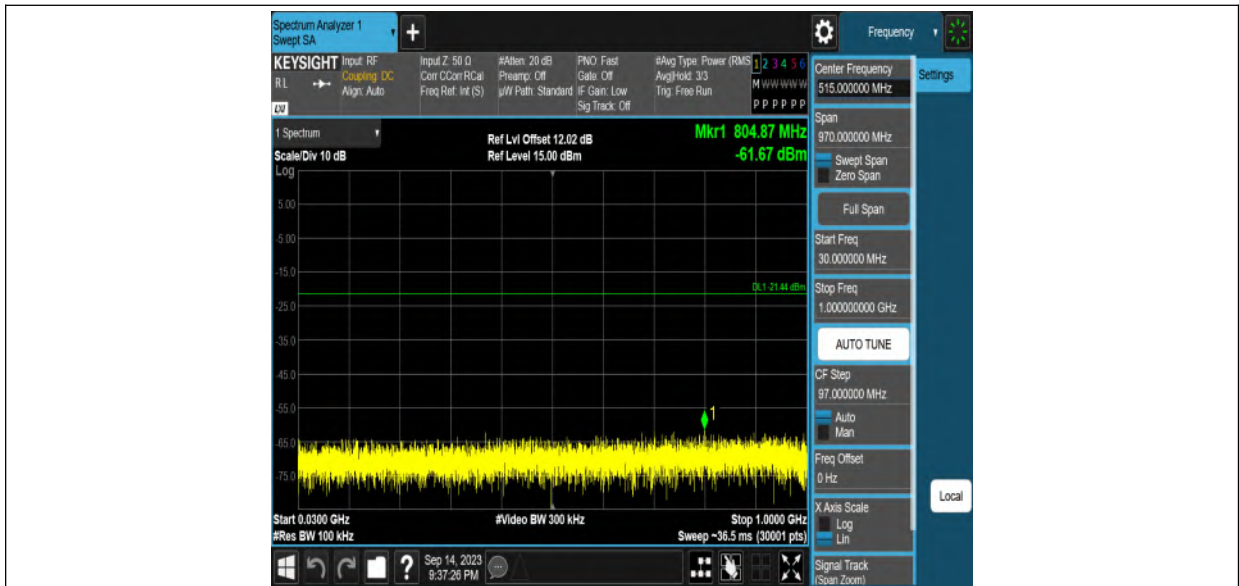 Spectrum Analyzer 1
Swept SA
+
Frequency
KEYSIGHT
RL
LXI
Input: RF
Coupling: DC
Align: Auto
Input Z: 50 Ω
Corr CCorr RCal
Freq Ref: Int (S)
#Atten: 20 dB
Preamp: Off
µW Path: Standard
PNO: Fast
Gate: Off
IF Gain: Low
Sig Track: Off
#Avg Type: Power (RMS
Avg|Hold: 3/3
Trig: Free Run
1 2 3 4 5 6
M W W W W W
P P P P P P
1 Spectrum
Scale/Div 10 dB
Log
Ref Lvl Offset 12.02 dB
Ref Level 15.00 dBm
Mkr1 804.87 MHz
-61.67 dBm
5.00
-5.00
-15.0
DL1 -21.44 dBm
-25.0
-35.0
-45.0
-55.0
1
-65.0
-75.0
Start 0.0300 GHz
#Res BW 100 kHz
#Video BW 300 kHz
Stop 1.0000 GHz
Sweep ~36.5 ms (30001 pts)
Sep 14, 2023
9:37:26 PM
?
Center Frequency
515.000000 MHz
Settings
Span
970.000000 MHz
Swept Span
Zero Span
Full Span
Start Freq
30.000000 MHz
Stop Freq
1.000000000 GHz
AUTO TUNE
CF Step
97.000000 MHz
Auto
Man
Freq Offset
0 Hz
Local
X Axis Scale
Log
Lin
Signal Track
(Span Zoom)